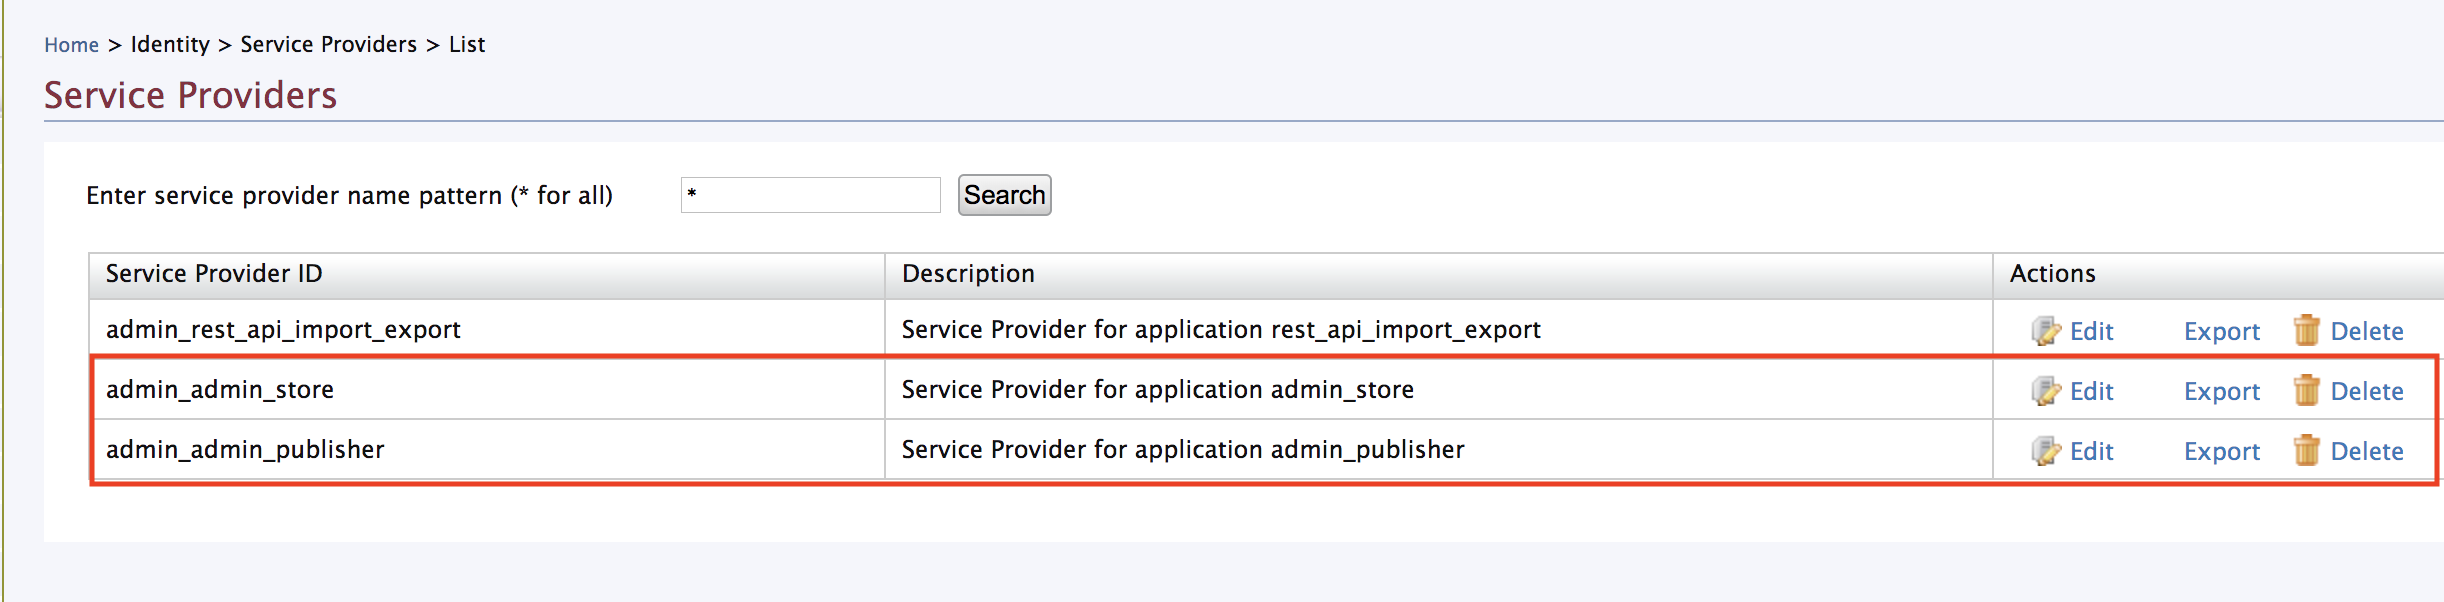 Home > Identity > Service Providers > List
Service Providers
Enter service provider name pattern (* for all) * Search
Service Provider ID Description Actions
admin_rest_api_import_export Service Provider for application rest_api_import_export Edit Export Delete
admin_admin_store Service Provider for application admin_store Edit Export Delete
admin_admin_publisher Service Provider for application admin_publisher Edit Export Delete